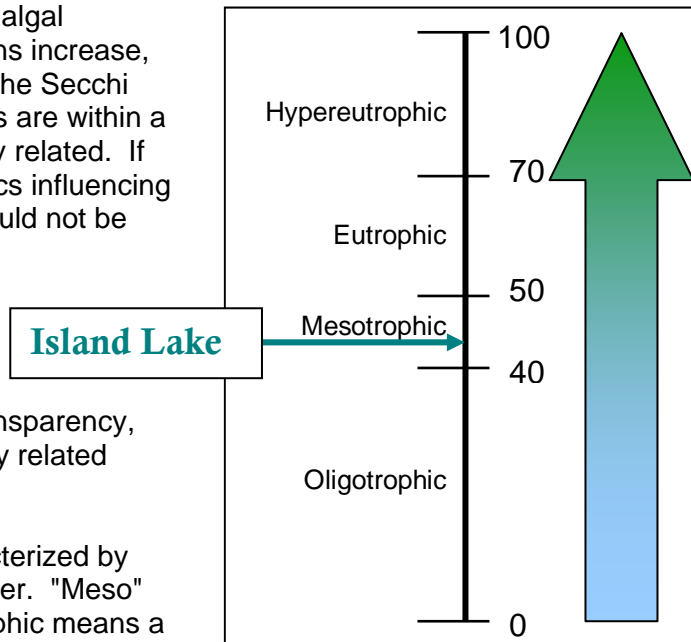 algal
ns increase,
he Secchi
s are within a
y related. If
cs influencing
uld not be
nsparency,
y related
cterized by
er. "Meso"
phic means a
100
Hypereutrophic
70
Eutrophic
50
Mesotrophic
Island Lake
40
Oligotrophic
0